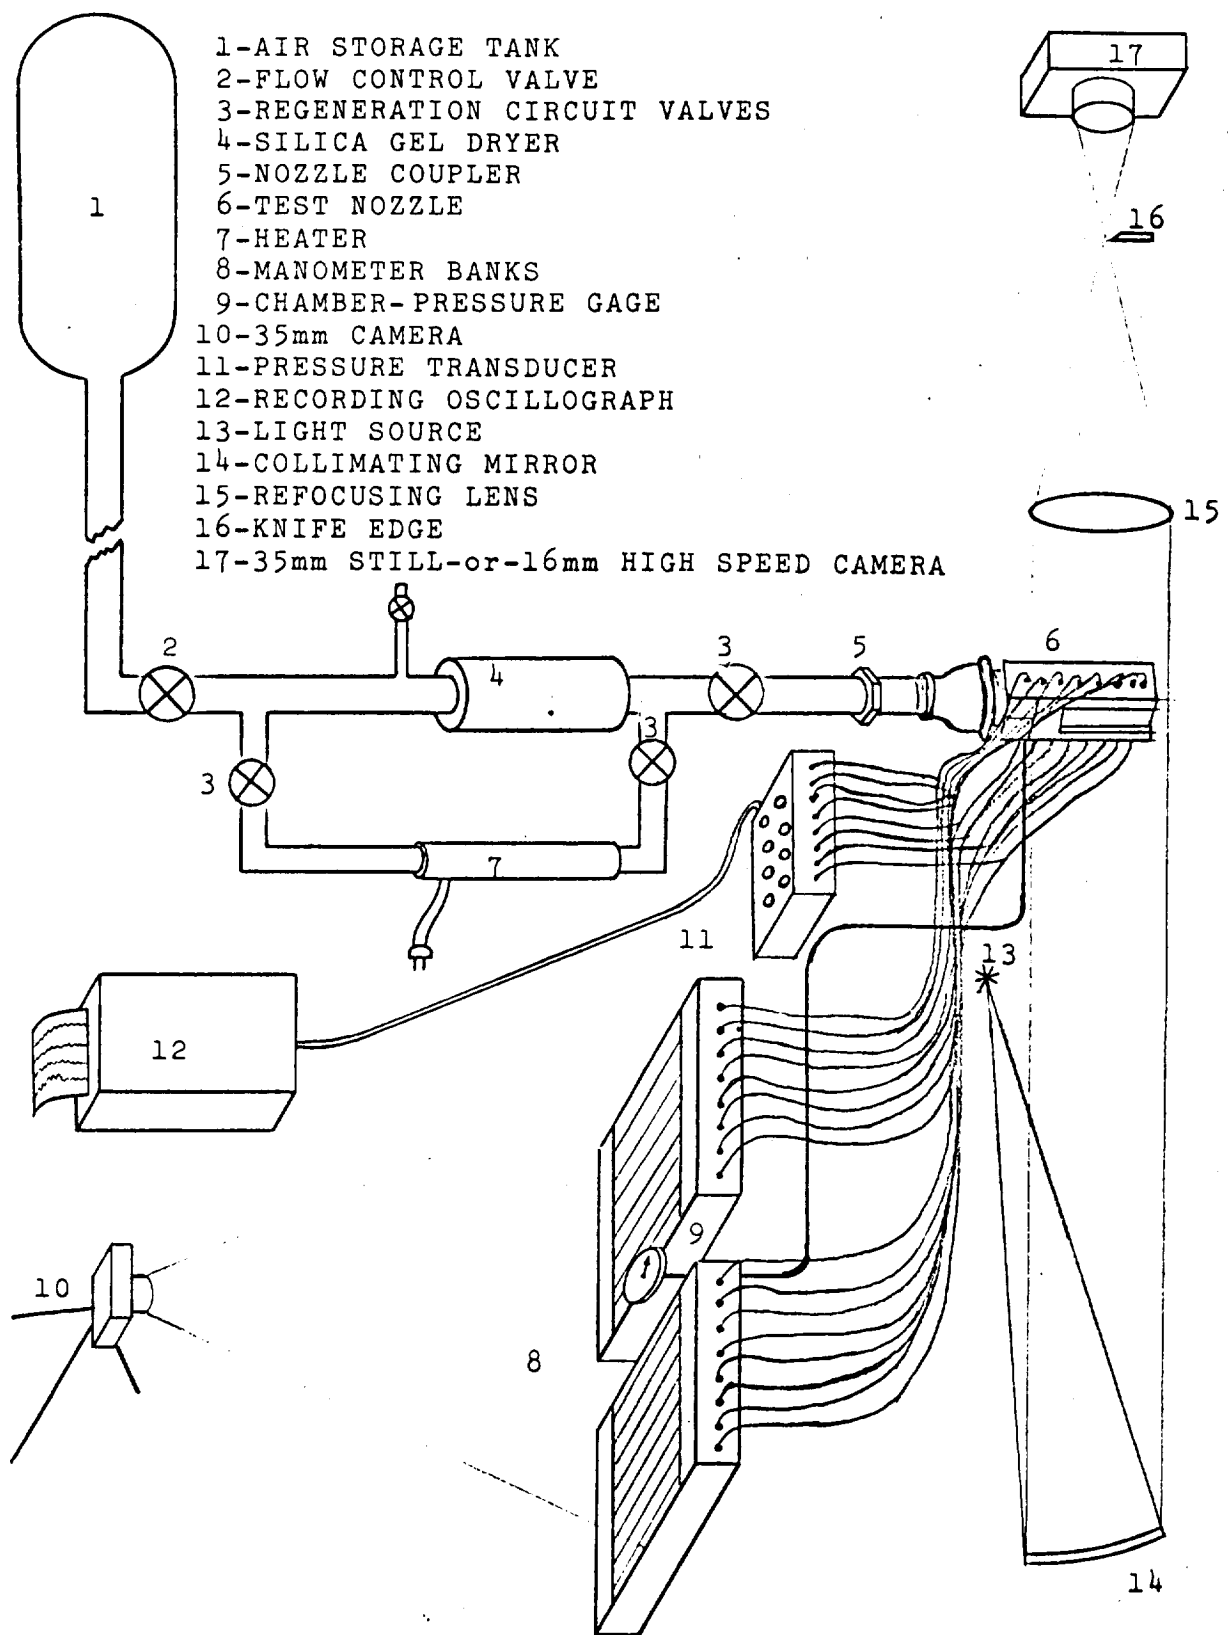 1-AIR STORAGE TANK
2-FLOW CONTROL VALVE
3-REGENERATION CIRCUIT VALVES
4-SILICA GEL DRYER
5-NOZZLE COUPLER
6-TEST NOZZLE
7-HEATER
8-MANOMETER BANKS
9-CHAMBER-PRESSURE GAGE
10-35mm CAMERA
11-PRESSURE TRANSDUCER
12-RECORDING OSCILLOGRAPH
13-LIGHT SOURCE
14-COLLIMATING MIRROR
15-REFOCUSING LENS
16-KNIFE EDGE
17-35mm STILL-or-16mm HIGH SPEED CAMERA
17
1
16
15
2
4
3
5
6
3
3
7
11
13
12
9
10
8
14